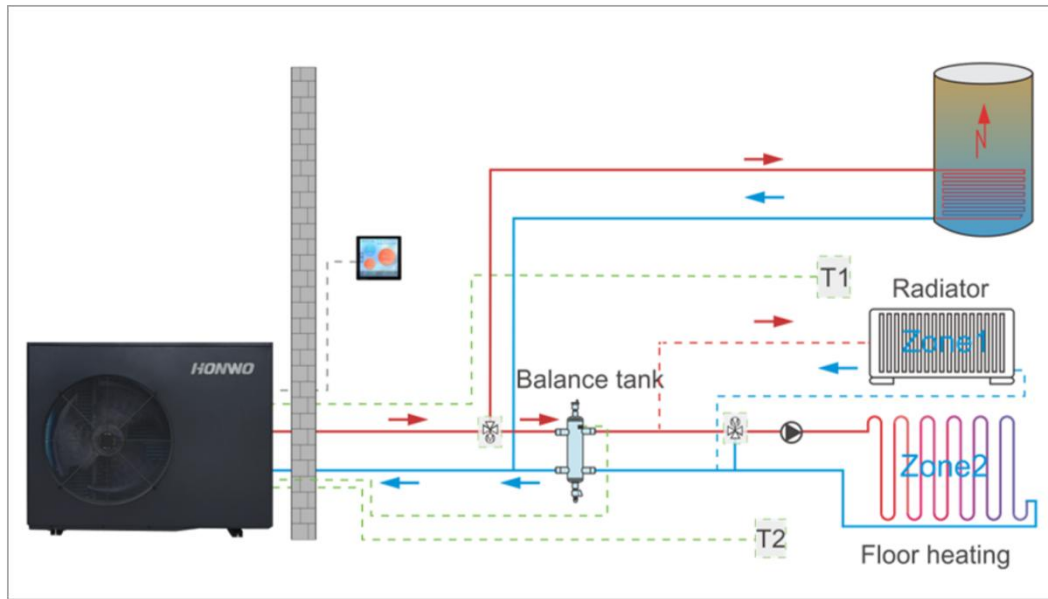 T1
Radiator
Zone1
HONWO
Balance tank
Zone2
T2
Floor heating